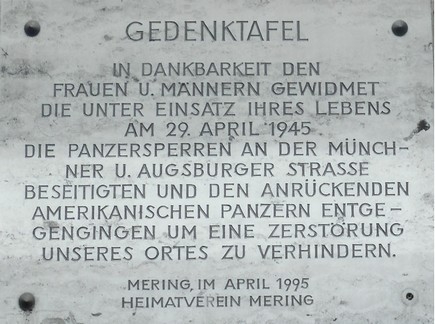 GEDENKTAFEL
IN DANKBARKEIT DEN
FRAUEN U. MÄNNERN GEWIDMET
DIE UNTER EINSATZ IHRES LEBENS
AM 29. APRIL 1945
DIE PANZERSPERREN AN DER MÜNCH-
NER U. AUGSBURGER STRASSE
BESEITIGTEN UND DEN ANRÜCKENDEN
AMERIKANISCHEN PANZERN ENTGE-
GENGINGEN UM EINE ZERSTÖRUNG
UNSERES ORTES ZU VERHINDERN.
MERING, IM APRIL 1995
HEIMATVEREIN MERING